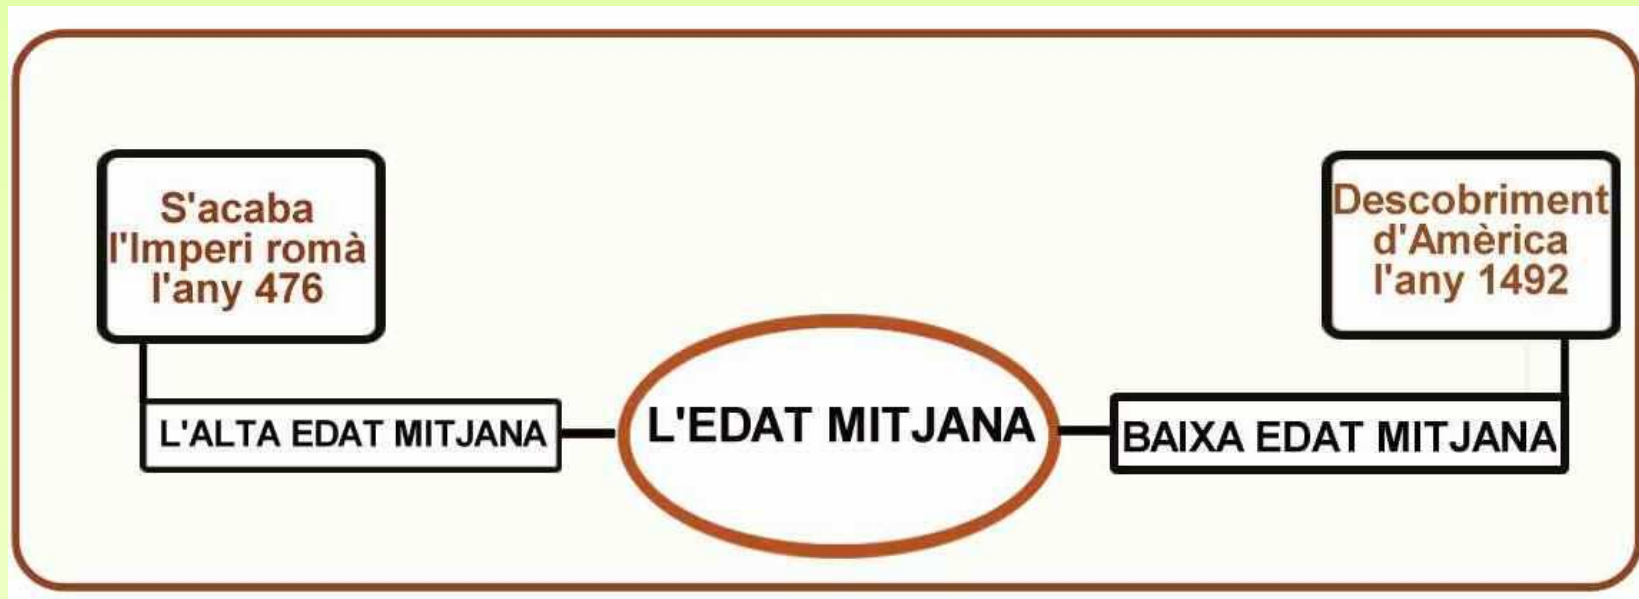 S'acaba
l'Imperi romà
l'any 476
Descobriment
d'Amèrica
l'any 1492
L'ALTA EDAT MITJANA
L'EDAT MITJANA
BAIXA EDAT MITJANA